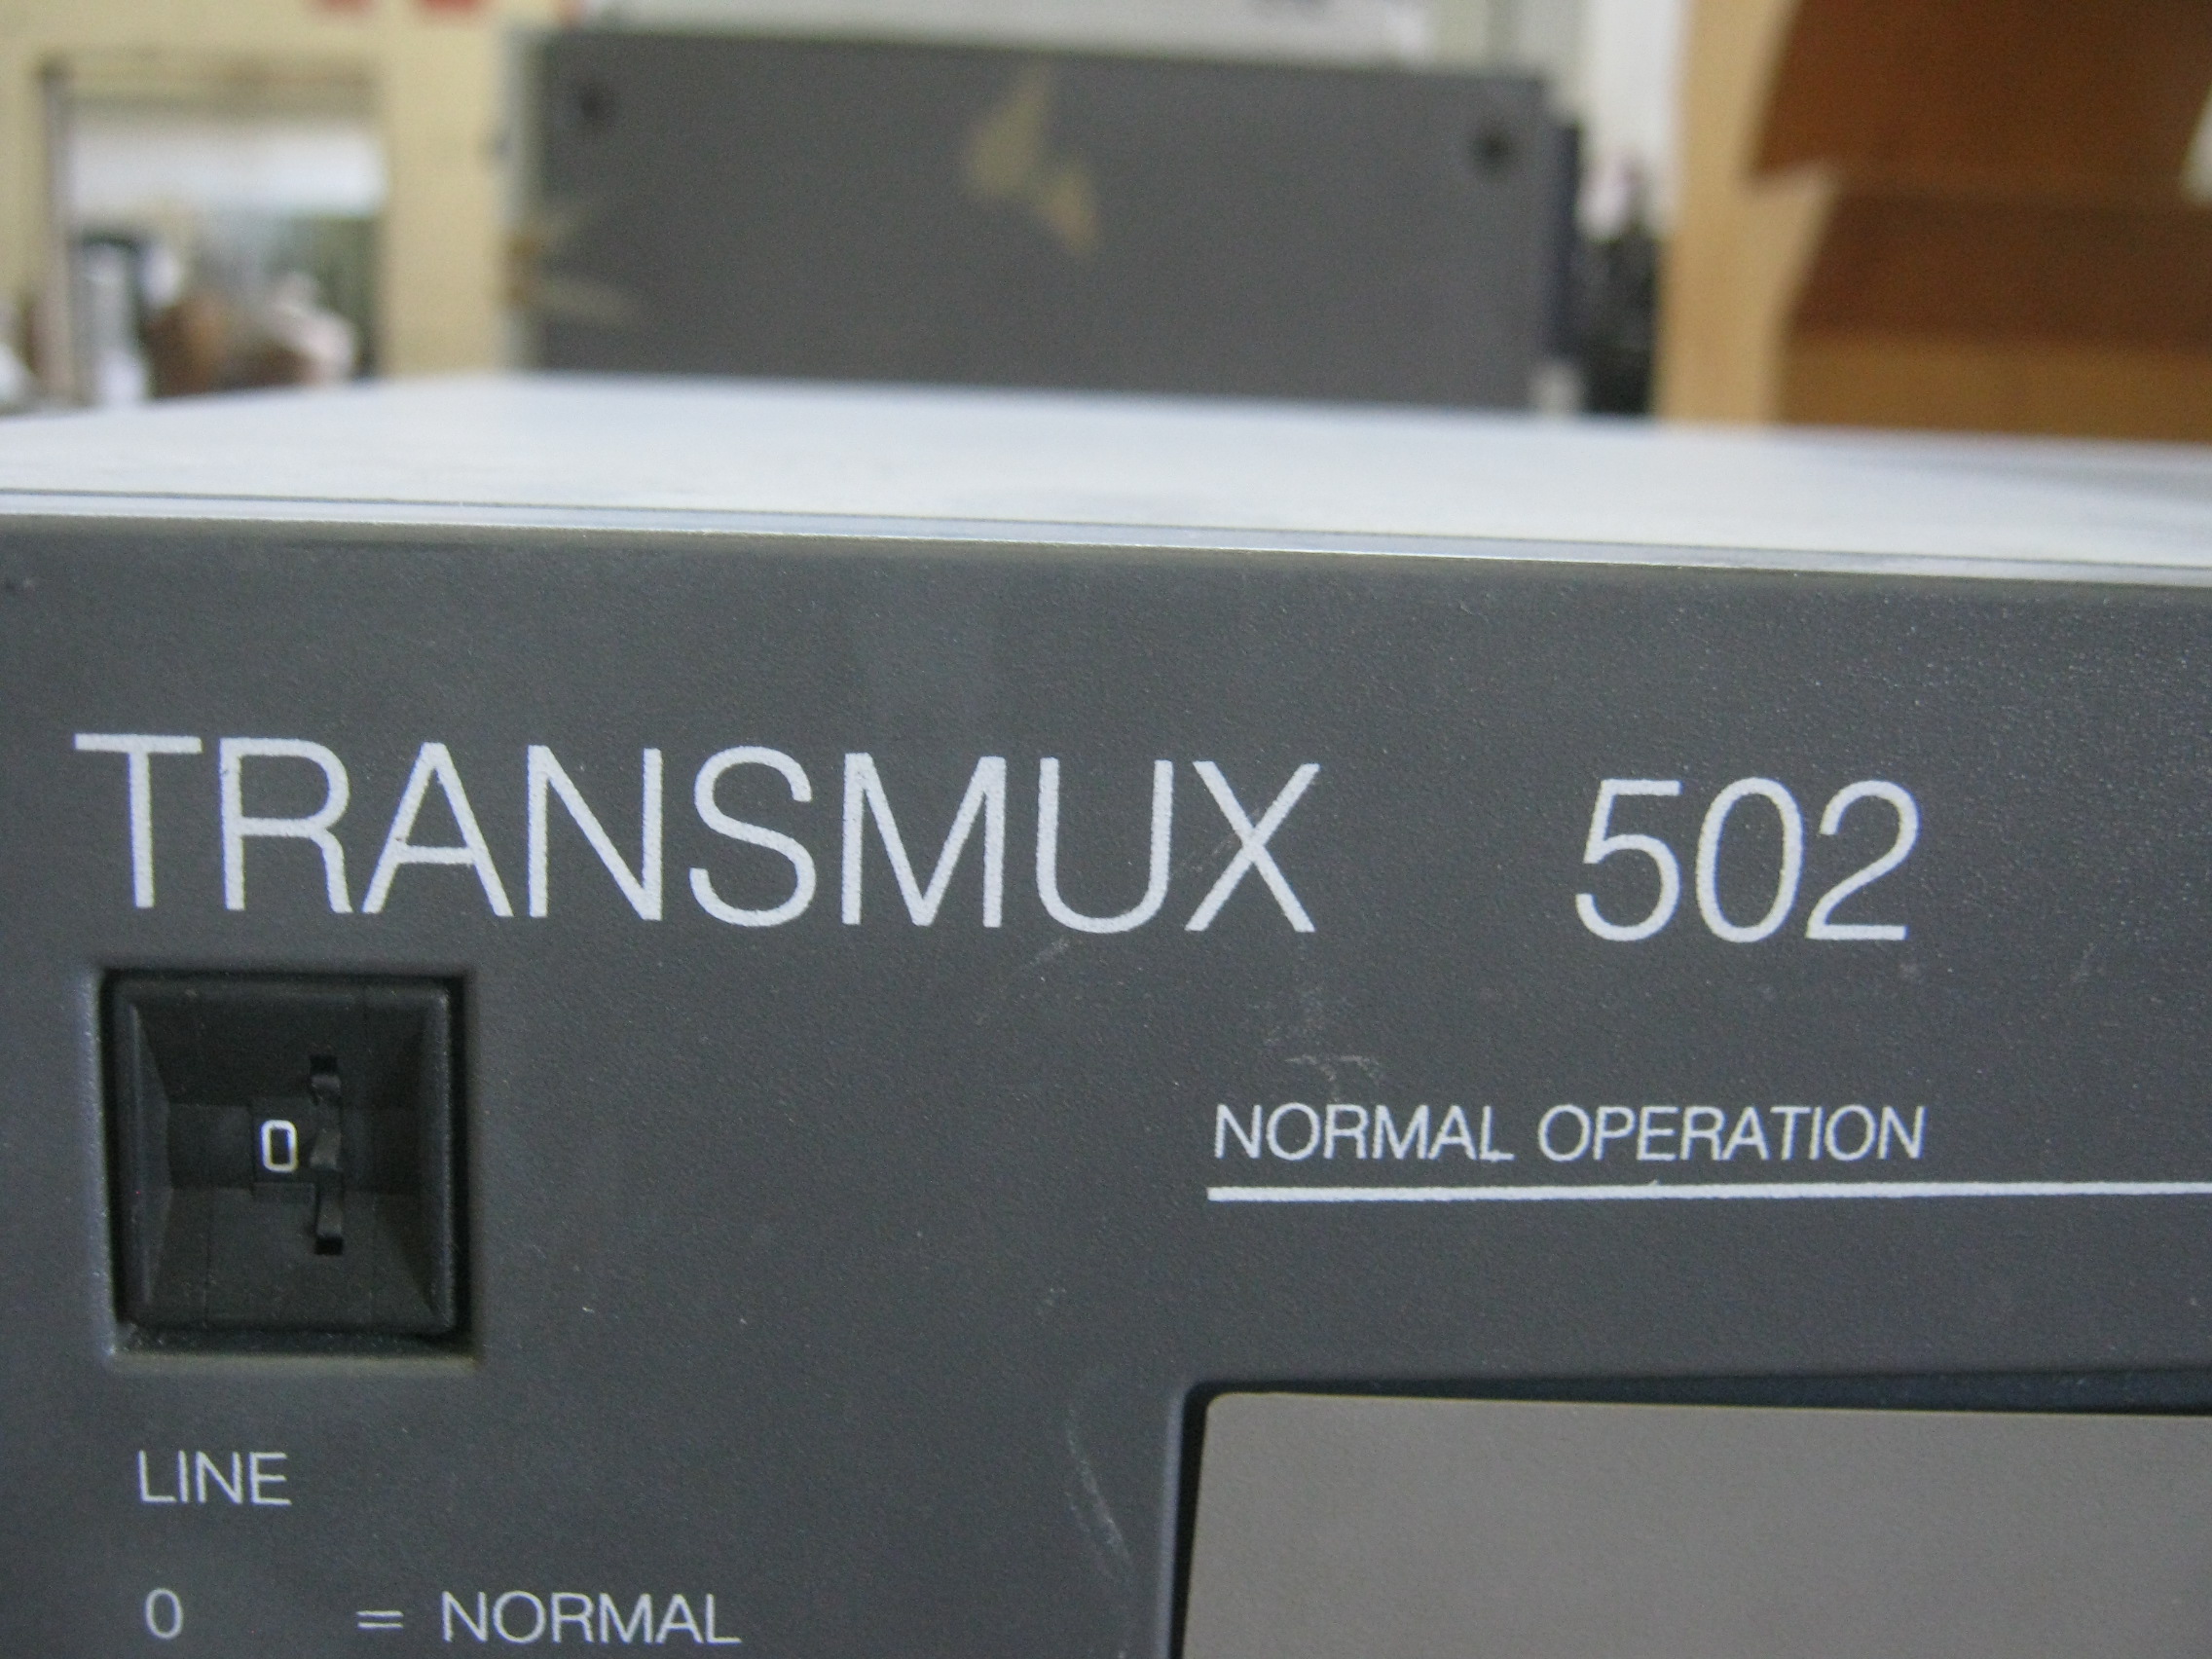 TRANSMUX 502
0
NORMAL OPERATION
LINE
0 = NORMAL